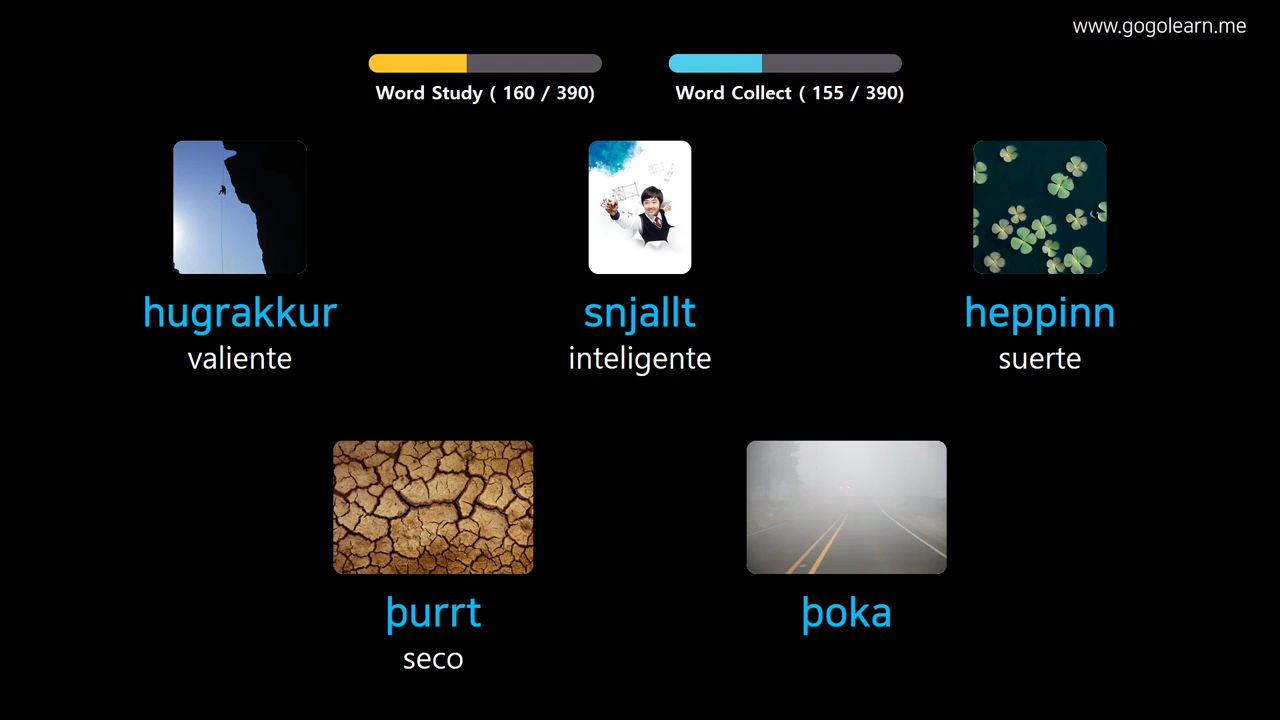 www.gogolearn.me
Word Study ( 160 / 390)
Word Collect ( 155 / 390)
hugrakkur
valiente
snjallt
inteligente
heppinn
suerte
þurrt
seco
þoka